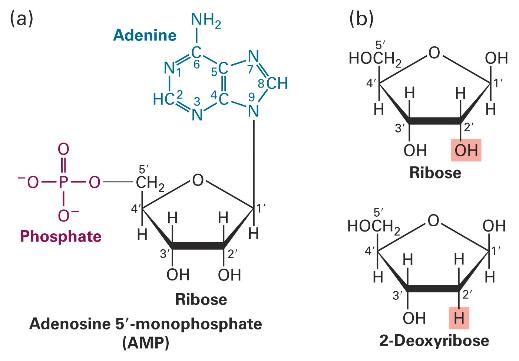 (a)
NH₂
Adenine
6
N 1
5
N
7
HC 2
3
N
4
9
N
8
CH
O
⁻O—P—O
O⁻
Phosphate
5′
CH₂
O
4′
H
H
H
1′
H
3′
2′
OH
OH
Ribose
Adenosine 5′-monophosphate
(AMP)
(b)
5′
HOCH₂
O
OH
4′
H
H
H
1′
H
3′
2′
OH
OH
Ribose
5′
HOCH₂
O
OH
4′
H
H
H
1′
H
3′
2′
OH
H
2-Deoxyribose